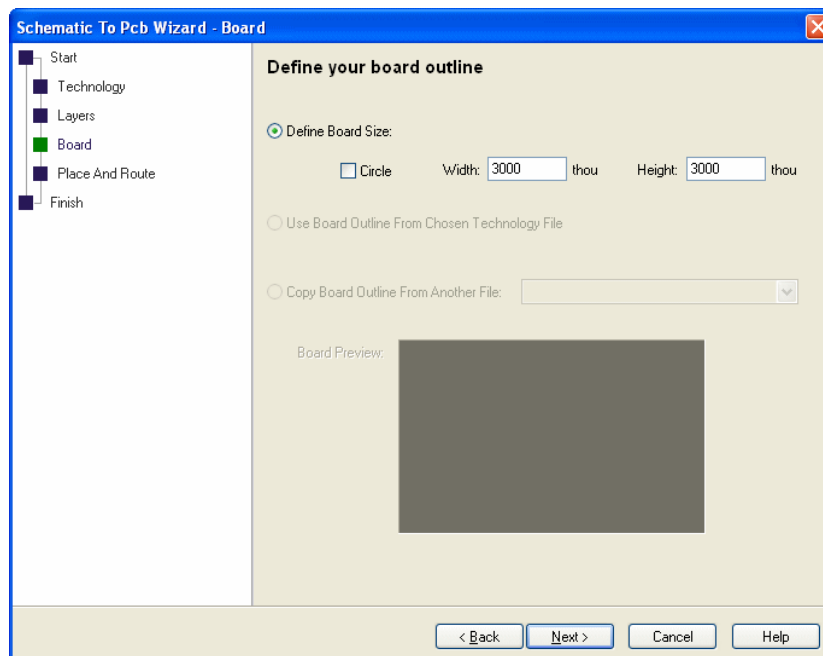 Schematic To Pcb Wizard - Board
Start
Technology
Layers
Board
Place And Route
Finish
Define your board outline
Define Board Size:
Circle Width: 3000 thou Height: 3000 thou
Use Board Outline From Chosen Technology File
Copy Board Outline From Another File:
Board Preview:
< Back Next > Cancel Help